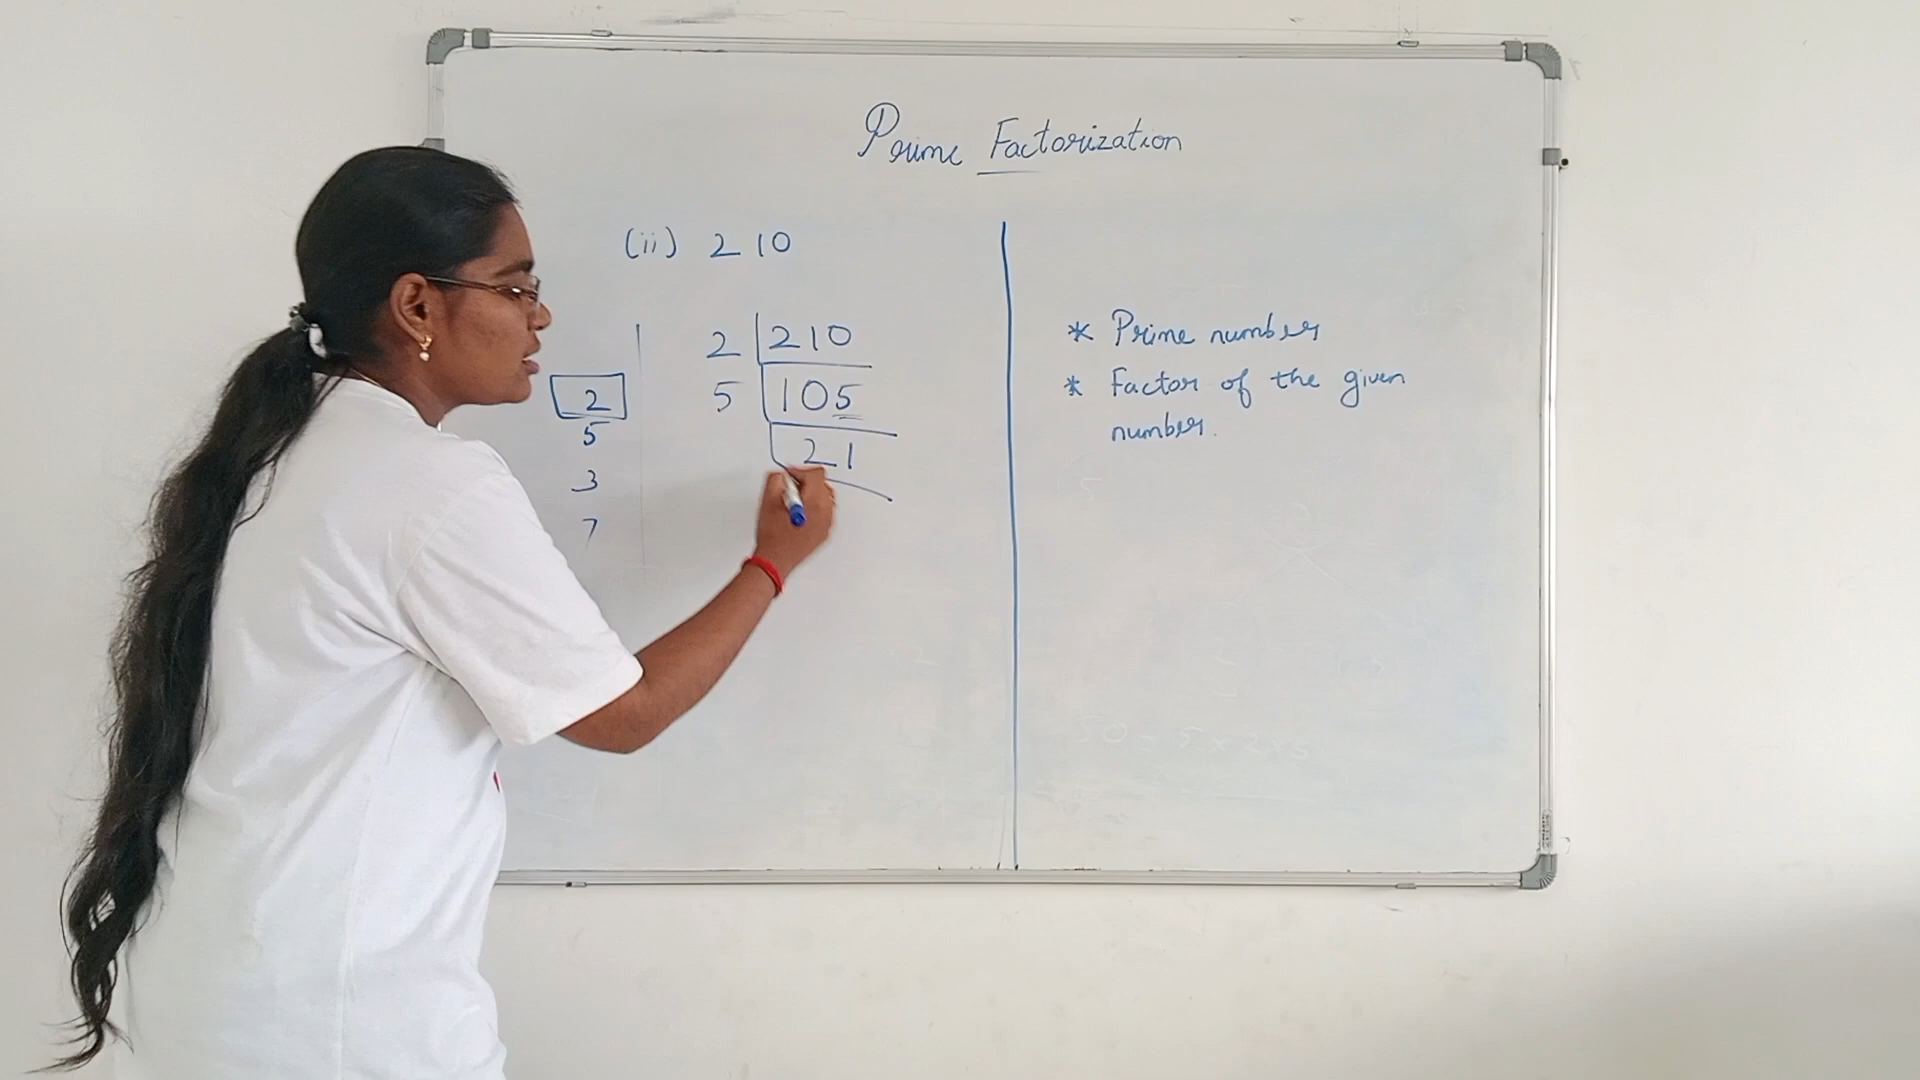 Prime Factorization
(ii) 210
2
5
3
7
2 | 210
5 | 105
21
* Prime number
* Factor of the given
number.